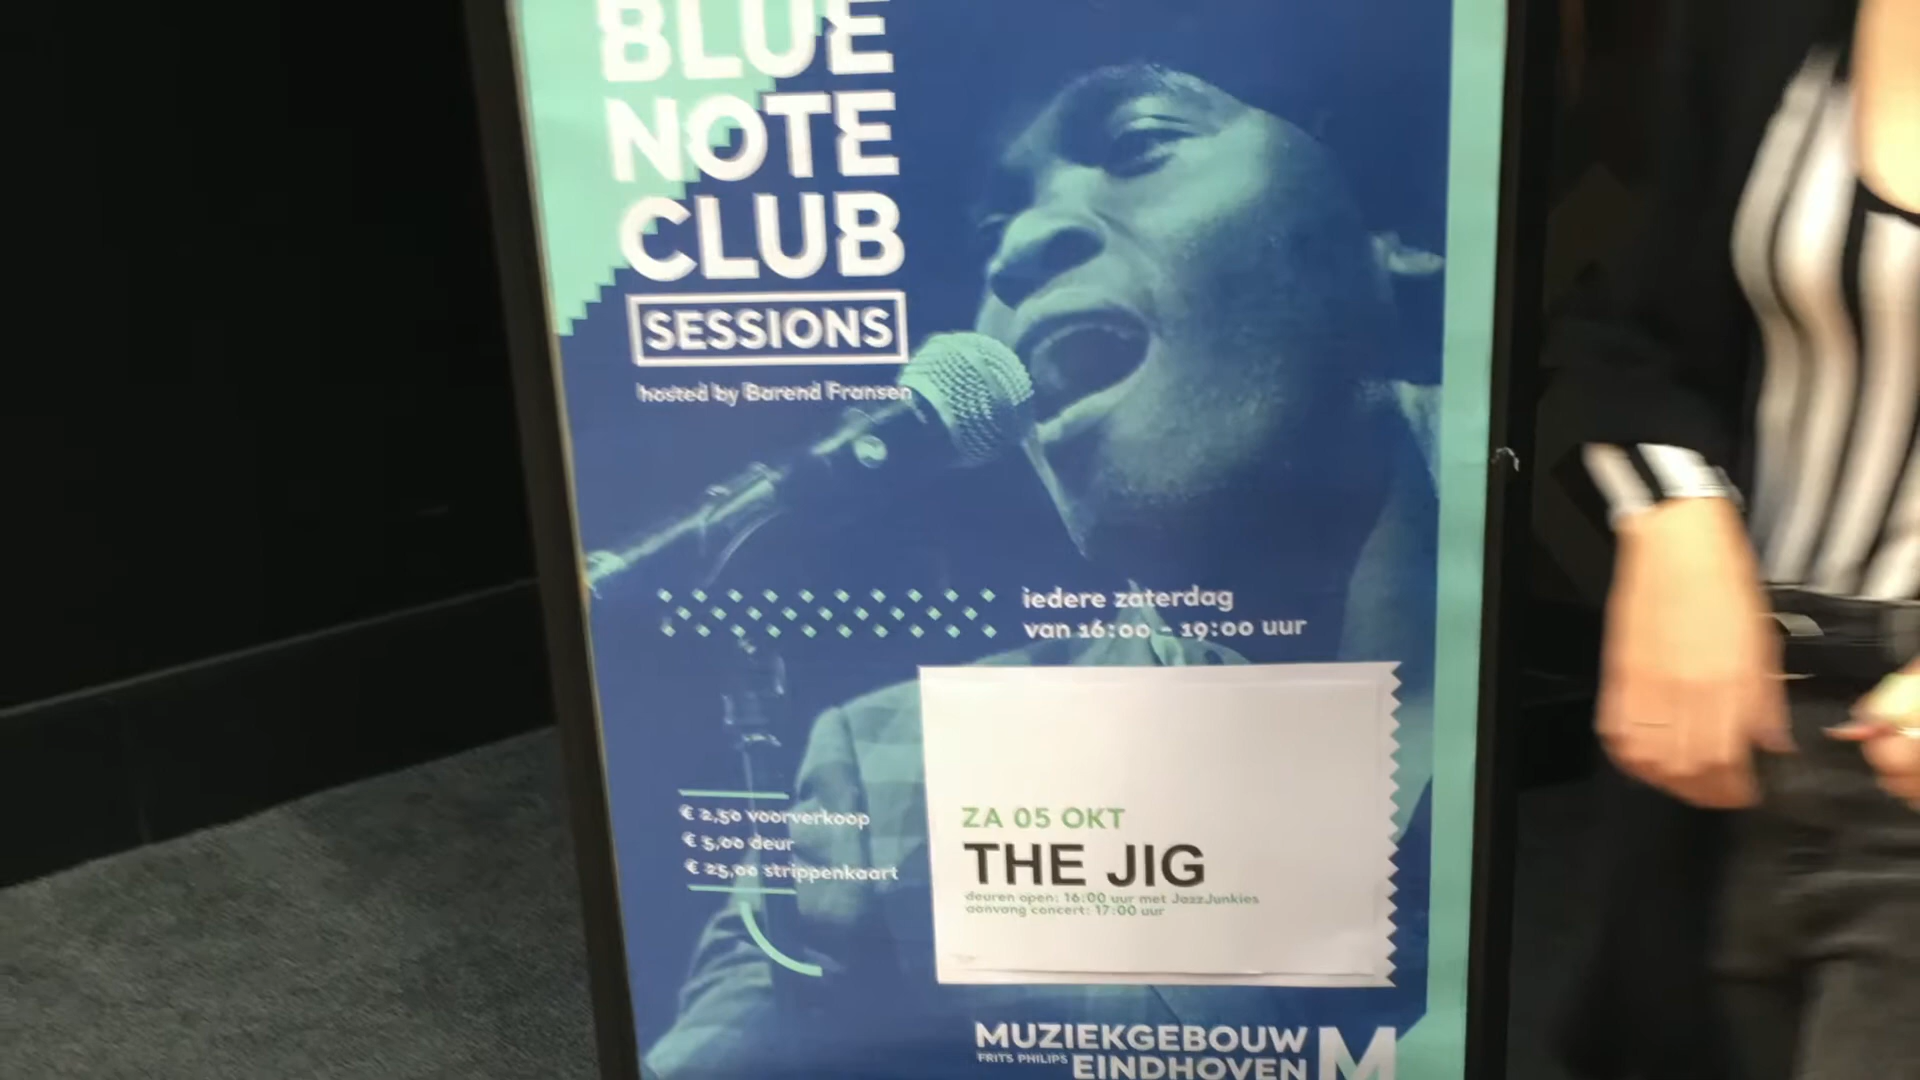 BLUE
NOTE
CLUB
SESSIONS
hosted by Barend Fransen
iedere zaterdag
van 16:00 - 19:00 uur
€ 2,50 voorverkoop
€ 5,00 deur
€ 25,00 strippenkaart
ZA 05 OKT
THE JIG
deuren open: 16:00 uur met JazzJunkies
aanvang concert: 17:00 uur
MUZIEKGEBOUW
FRITS PHILIPS EINDHOVEN
M